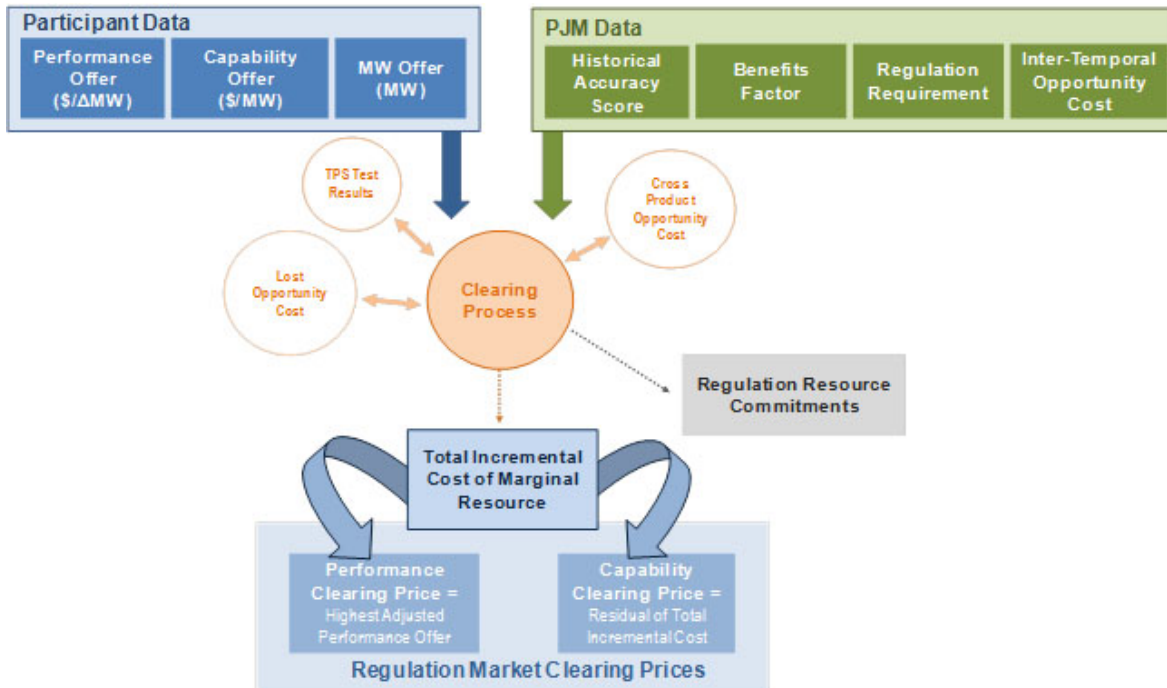 Participant Data
Performance
Offer
($/ΔMW)
Capability
Offer
($/MW)
MW Offer
(MW)
PJM Data
Historical
Accuracy
Score
Benefits
Factor
Regulation
Requirement
Inter-Temporal
Opportunity
Cost
TPS Test
Results
Cross
Product
Opportunity
Cost
Lost
Opportunity
Cost
Clearing
Process
Regulation Resource
Commitments
Total Incremental
Cost of Marginal
Resource
Performance
Clearing Price =
Highest Adjusted
Performance Offer
Capability
Clearing Price =
Residual of Total
Incremental Cost
Regulation Market Clearing Prices